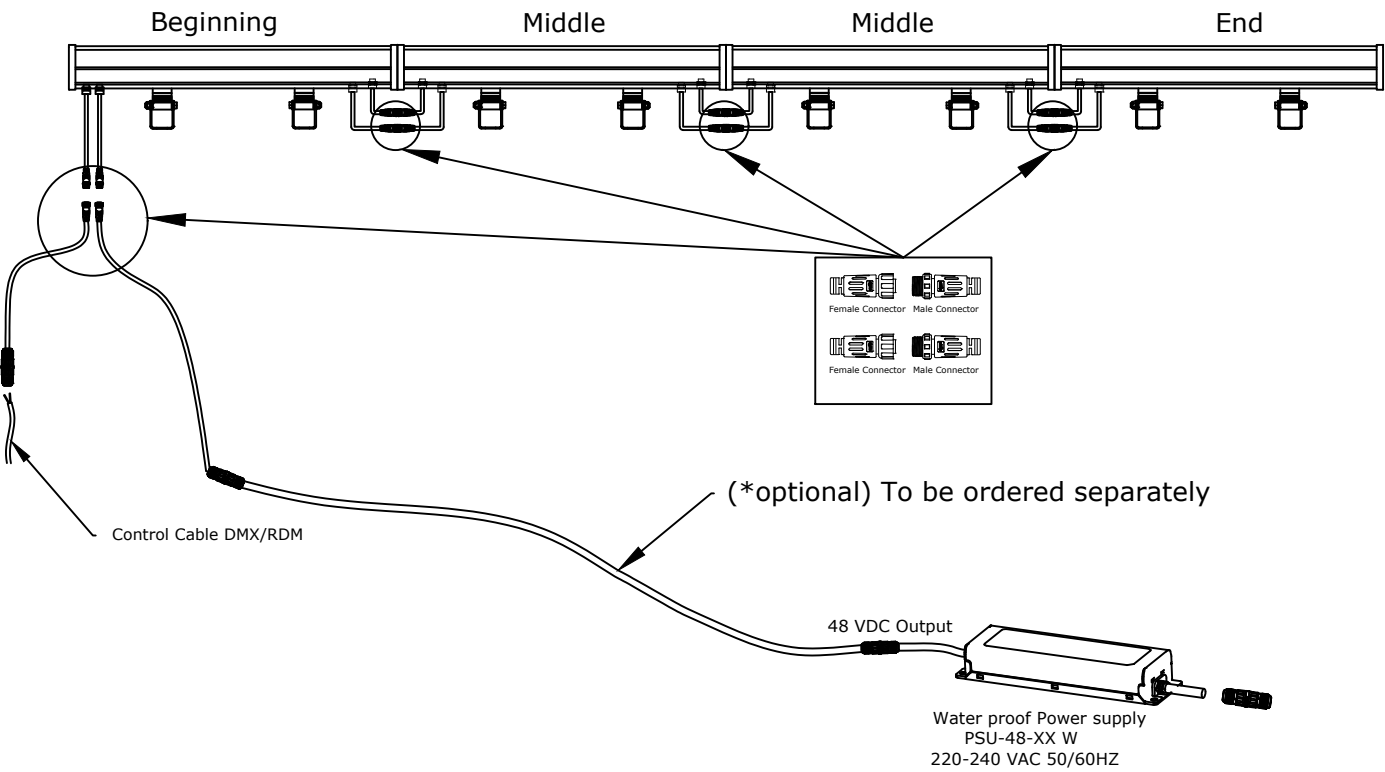 Beginning
Middle
Middle
End
Female Connector
Male Connector
Female Connector
Male Connector
(*optional) To be ordered separately
Control Cable DMX/RDM
48 VDC Output
Water proof Power supply
PSU-48-XX W
220-240 VAC 50/60HZ